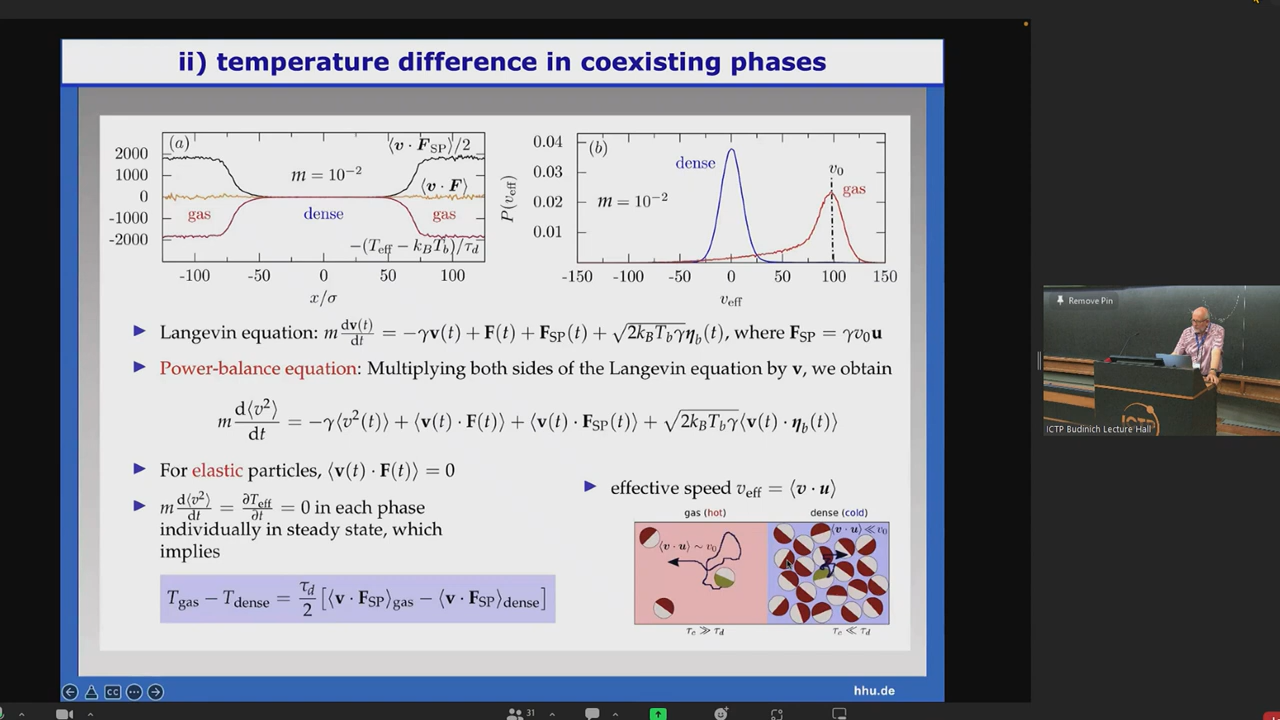 ii) temperature difference in coexisting phases
(a)
⟨v · F_SP⟩/2
2000
1000
0
-1000
-2000
m = 10⁻²
⟨v · F⟩
gas
dense
gas
−(T_eff − k_B T_b)/τ_d
-100
-50
0
50
100
x/σ
(b)
0.04
0.03
0.02
0.01
P(v_eff)
dense
v₀
gas
m = 10⁻²
-150
-100
-50
0
50
100
150
v_eff
▶ Langevin equation: m dv(t)/dt = −γv(t) + F(t) + F_SP(t) + √(2k_B T_b γ) η_b(t), where F_SP = γv₀u
▶ Power-balance equation: Multiplying both sides of the Langevin equation by v, we obtain
m d⟨v²⟩/dt = −γ⟨v²(t)⟩ + ⟨v(t) · F(t)⟩ + ⟨v(t) · F_SP(t)⟩ + √(2k_B T_b γ) ⟨v(t) · η_b(t)⟩
▶ For elastic particles, ⟨v(t) · F(t)⟩ = 0
▶ m d⟨v²⟩/dt = ∂T_eff/∂t = 0 in each phase
individually in steady state, which
implies
T_gas − T_dense = τ_d/2 [⟨v · F_SP⟩_gas − ⟨v · F_SP⟩_dense]
▶ effective speed v_eff = ⟨v · u⟩
gas (hot)
dense (cold)
⟨v · u⟩ ∼ v₀
⟨v · u⟩ ≪ v₀
τ_c ≫ τ_d
τ_c ≪ τ_d
CC
hhu.de
Remove Pin
ICTP
ICTP Budinich Lecture Hall
31